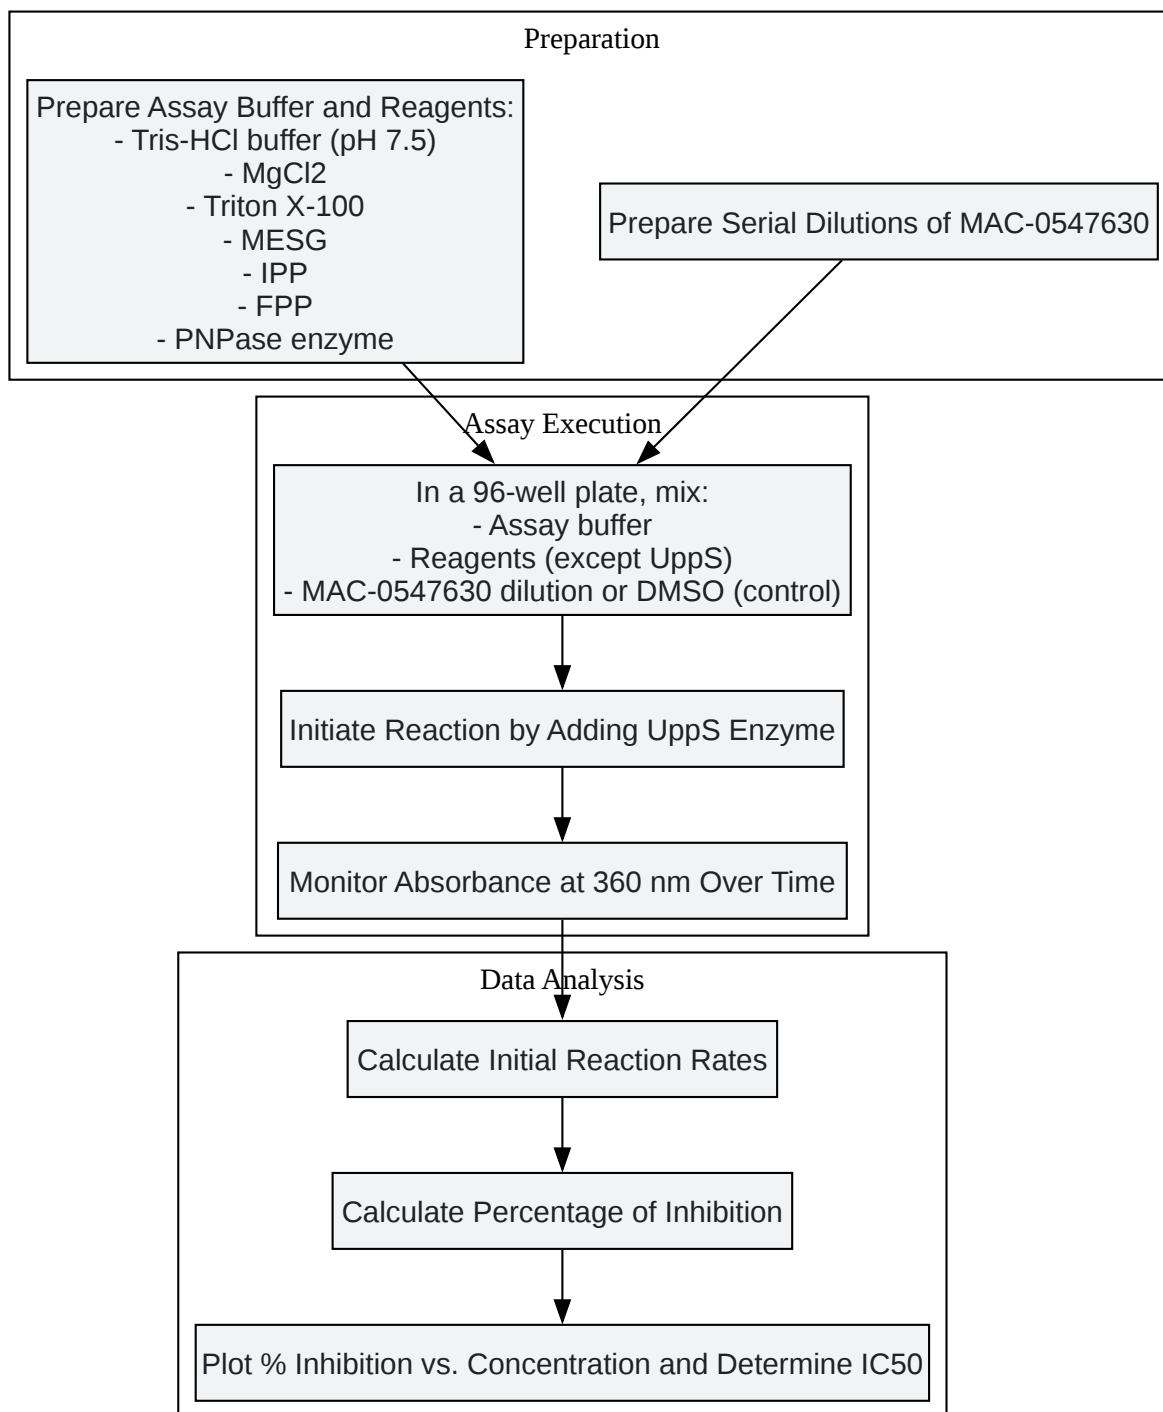 Preparation
Prepare Assay Buffer and Reagents:
- Tris-HCl buffer (pH 7.5)
- MgCl2
- Triton X-100
- MESG
- IPP
- FPP
- PNPase enzyme
Prepare Serial Dilutions of MAC-0547630
Assay Execution
In a 96-well plate, mix:
- Assay buffer
- Reagents (except UppS)
- MAC-0547630 dilution or DMSO (control)
Initiate Reaction by Adding UppS Enzyme
Monitor Absorbance at 360 nm Over Time
Data Analysis
Calculate Initial Reaction Rates
Calculate Percentage of Inhibition
Plot % Inhibition vs. Concentration and Determine IC50